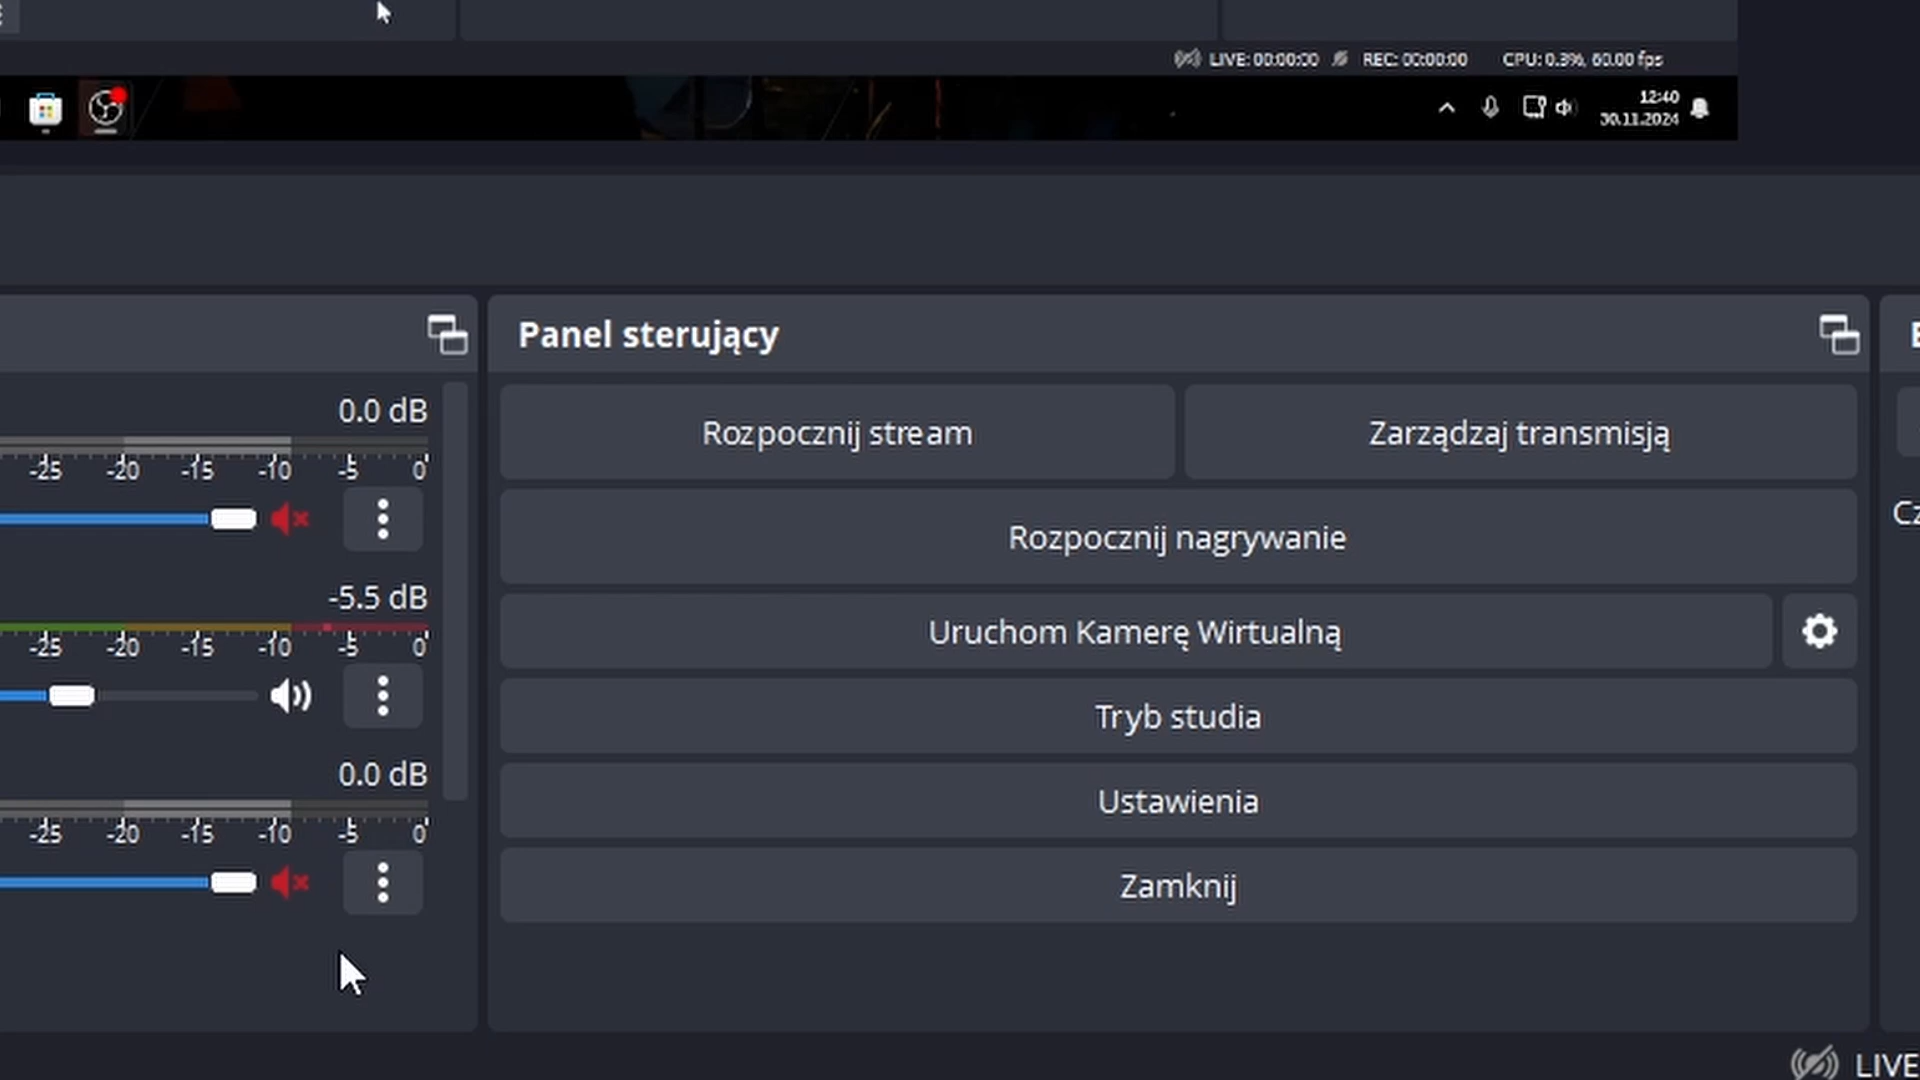 LIVE: 00:00:00 REC: 00:00:00 CPU: 0.3%, 60.00 fps
12:40
30.11.2024
Panel sterujący
0.0 dB
-25 -20 -15 -10 -5 0
-5.5 dB
-25 -20 -15 -10 -5 0
0.0 dB
-25 -20 -15 -10 -5 0
Rozpocznij stream
Zarządzaj transmisją
Rozpocznij nagrywanie
Uruchom Kamerę Wirtualną
Tryb studia
Ustawienia
Zamknij
Cz
LIVE